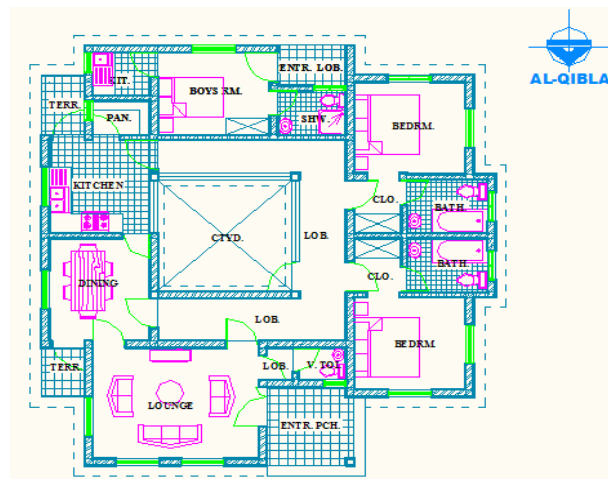 AL-QIBLA
KIT.
BOYS RM.
ENTR. LOB.
TERR.
PAN.
SHW.
BEDRM.
KITCHEN
CLO.
BATH.
CTYD.
LOB.
BATH
CLO.
DINING
LOB.
BEDRM.
TERR.
LOB.
V. TOI.
LOUNGE
ENTR. PCH.